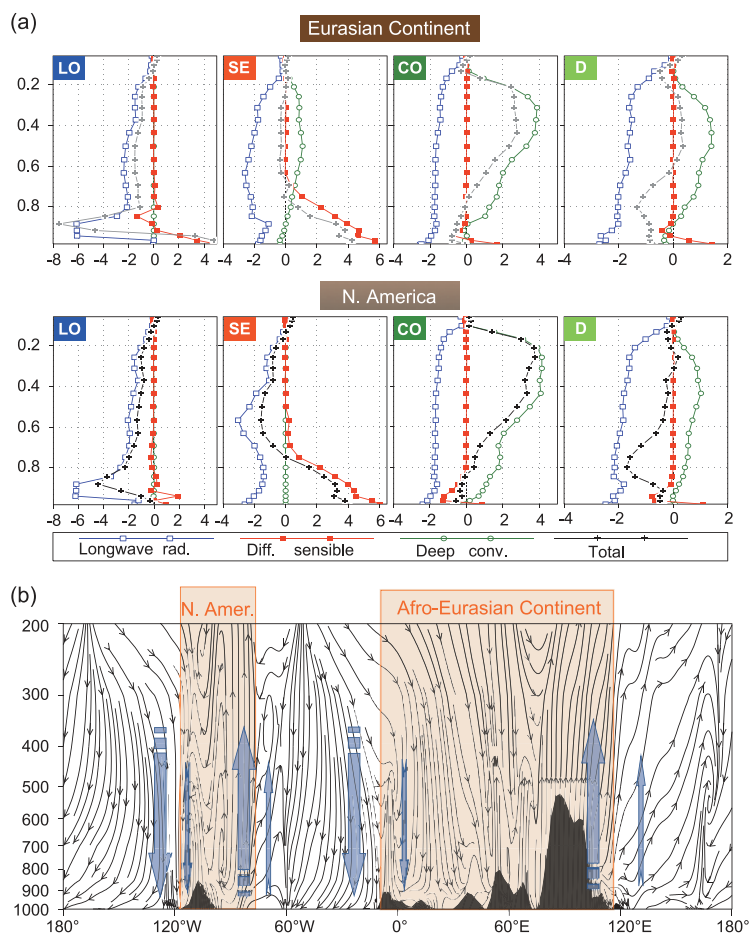 (a)
Eurasian Continent
LO SE CO D
0.2
0.4
0.6
0.8
-8 -6 -4 -2 0 2 4 -4 -2 0 2 4 6 -4 -2 0 2 4 -4 -2 0 2
N. America
LO SE CO D
0.2
0.4
0.6
0.8
-8 -6 -4 -2 0 2 4 -4 -2 0 2 4 6 -4 -2 0 2 4 -4 -2 0 2
Longwave rad. Diff. sensible Deep conv. Total
(b)
N. Amer. Afro-Eurasian Continent
200
300
400
500
600
700
800
900
1000
180 120°W 60°W 0° 60°E 120°E 180°